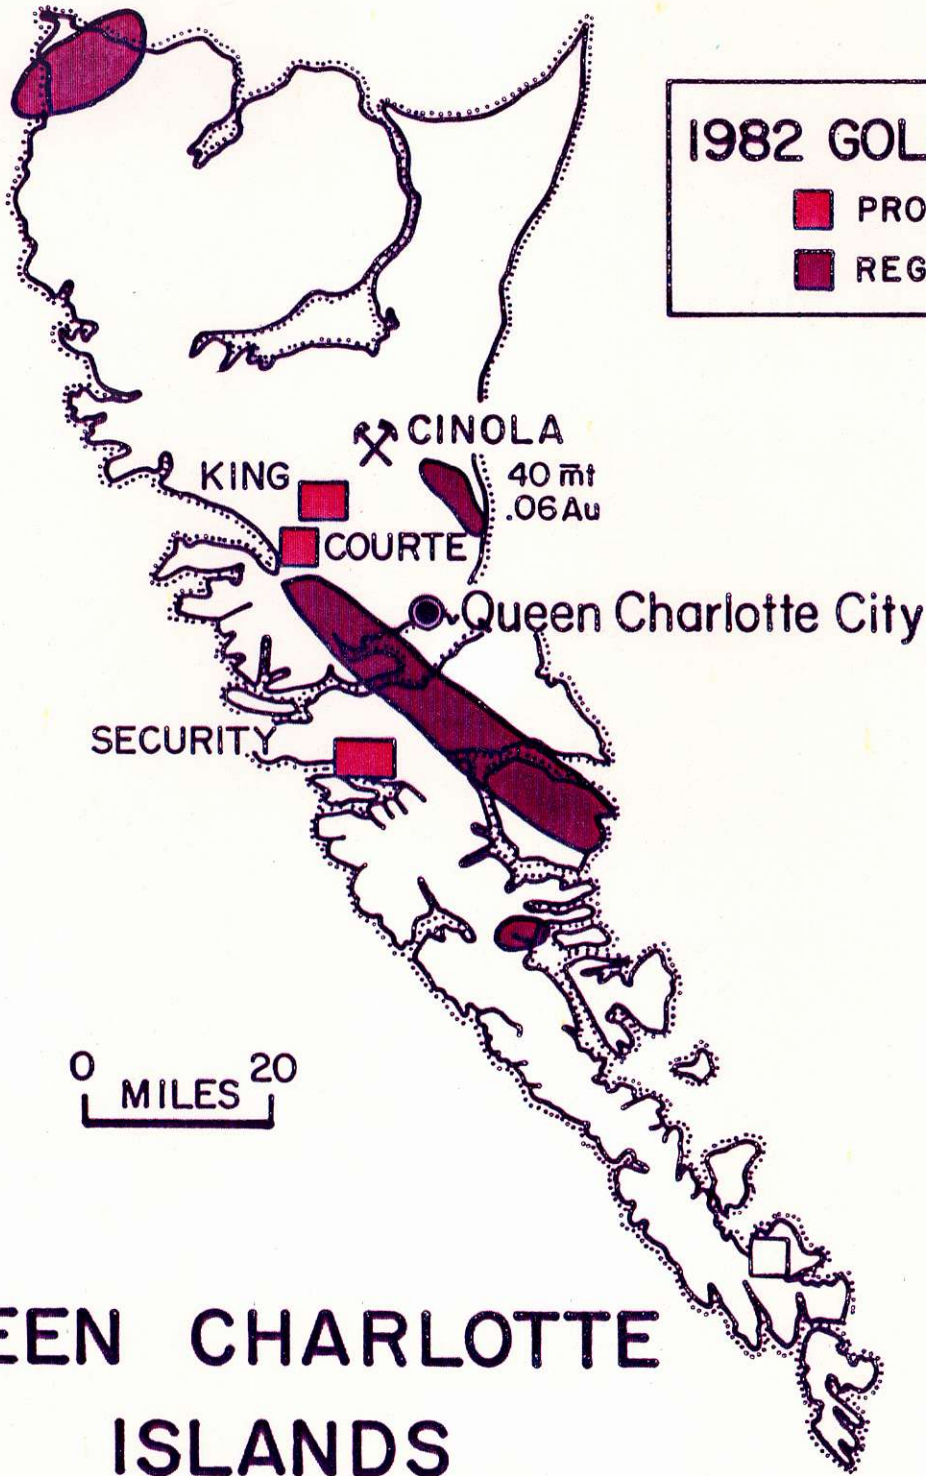 1982 GOL
PRO
REG
CINOLA
40 m̄t
.06 Au
KING
COURTE
Queen Charlotte City
SECURITY
0 MILES 20
EEN CHARLOTTE
ISLANDS